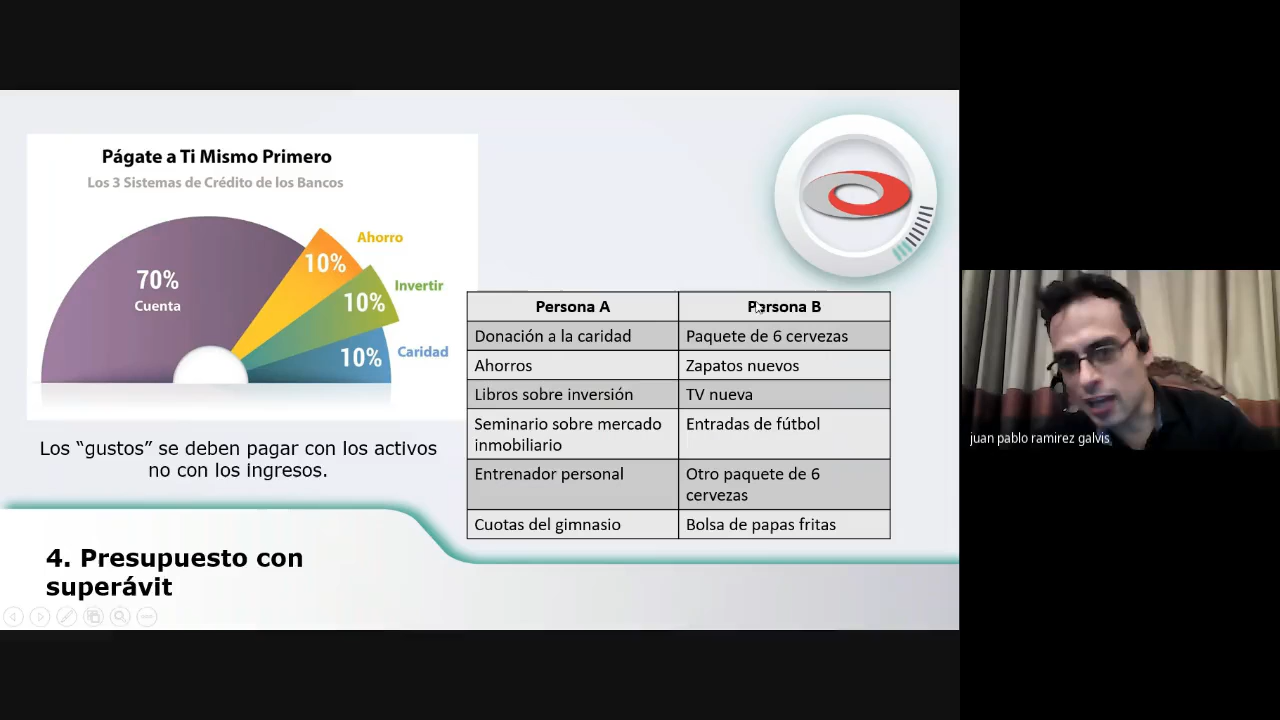 Págate a Ti Mismo Primero
Los 3 Sistemas de Crédito de los Bancos
70%
Cuenta
10%
Ahorro
10%
Invertir
10%
Caridad
Los “gustos” se deben pagar con los activos
no con los ingresos.
Persona A
Persona B
Donación a la caridad
Paquete de 6 cervezas
Ahorros
Zapatos nuevos
Libros sobre inversión
TV nueva
Seminario sobre mercado
inmobiliario
Entradas de fútbol
Entrenador personal
Otro paquete de 6
cervezas
Cuotas del gimnasio
Bolsa de papas fritas
4. Presupuesto con
superávit
juan pablo ramirez galvis